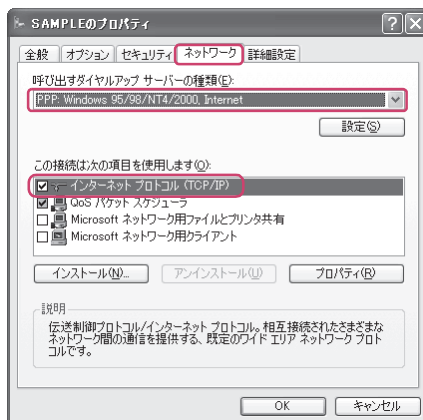 SAMPLEのプロパティ
全般 オプション セキュリティ ネットワーク 詳細設定
呼び出すダイヤルアップ サーバーの種類(E):
PPP: Windows 95/98/NT4/2000, Internet
設定(S)
この接続は次の項目を使用します(O):
インターネット プロトコル (TCP/IP)
QoS パケット スケジューラ
Microsoft ネットワーク用ファイルとプリンタ共有
Microsoft ネットワーク用クライアント
インストール(N)... アンインストール(U) プロパティ(R)
説明
伝送制御プロトコル/インターネット プロトコル。相互接続されたさまざまな
ネットワーク間の通信を提供する、既定のワイド エリア ネットワーク プロト
コルです。
OK キャンセル